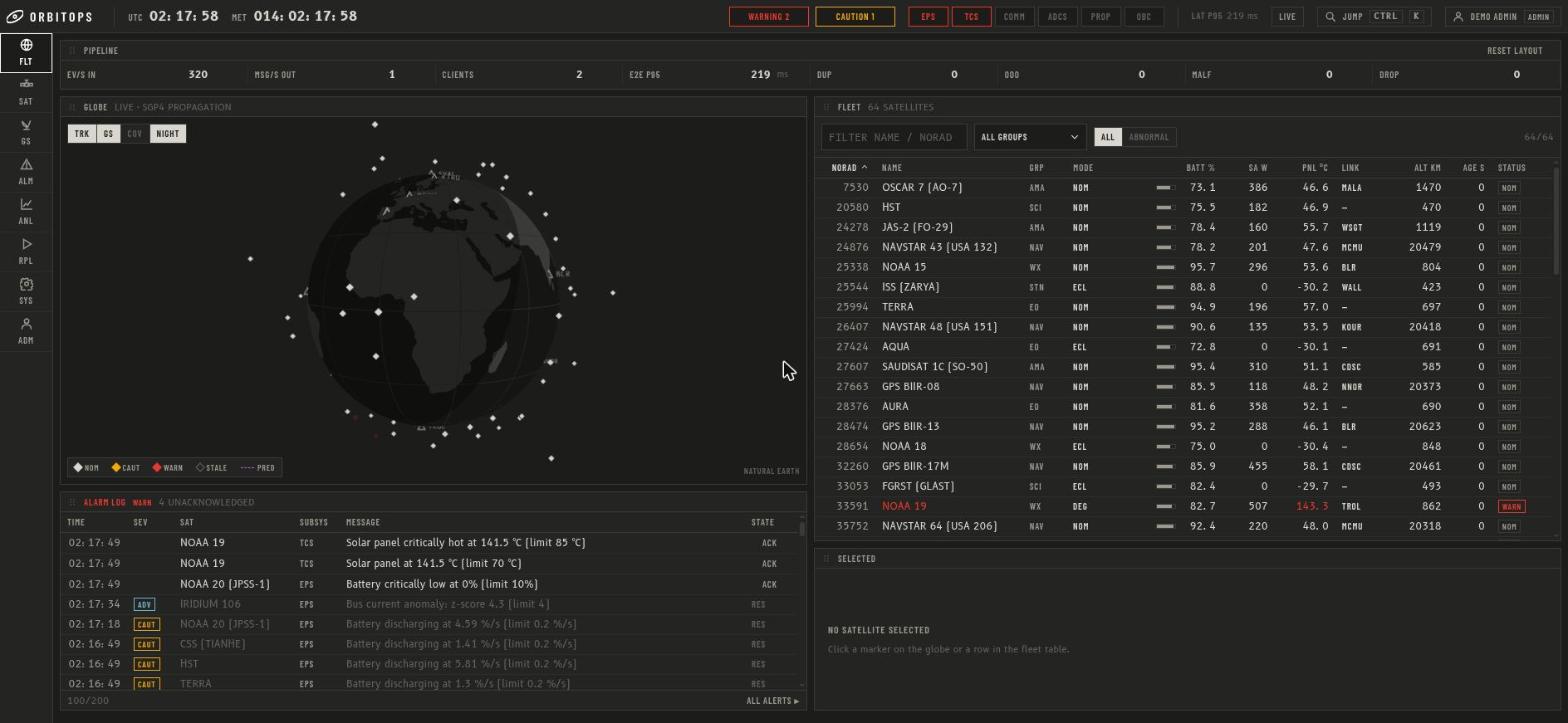 ORBITOPS UTC 02:17:58 MET 014:02:17:58 WARNING 2 CAUTION 1 EPS TCS COMM ADCS PROP OBC LAT P95 219 ms LIVE JUMP CTRL K DEMO ADMIN ADMIN
FLT
SAT
GS
ALM
ANL
RPL
SYS
ADM
PIPELINE RESET LAYOUT
EV/S IN 320 MSG/S OUT 1 CLIENTS 2 E2E P95 219 ms DUP 0 OOO 0 MALF 0 DROP 0
GLOBE LIVE · SGP4 PROPAGATION
TRK GS COV NIGHT
BLR
NOM CAUT WARN STALE PRED
NATURAL EARTH
ALARM LOG WARN 4 UNACKNOWLEDGED
TIME SEV SAT SUBSYS MESSAGE STATE
02:17:49 NOAA 19 TCS Solar panel critically hot at 141.5 °C [limit 85 °C] ACK
02:17:49 NOAA 19 TCS Solar panel at 141.5 °C [limit 70 °C] ACK
02:17:49 NOAA 20 [JPSS-1] EPS Battery critically low at 0% [limit 10%] ACK
02:17:34 ADV IRIDIUM 106 EPS Bus current anomaly: z-score 4.3 [limit 4] RES
02:17:18 CAUT NOAA 20 [JPSS-1] EPS Battery discharging at 4.59 %/s [limit 0.2 %/s] RES
02:16:49 CAUT CSS [TIANHE] EPS Battery discharging at 1.41 %/s [limit 0.2 %/s] RES
02:16:49 CAUT HST EPS Battery discharging at 5.81 %/s [limit 0.2 %/s] RES
02:16:49 CAUT TERRA EPS Battery discharging at 1.3 %/s [limit 0.2 %/s] RES
100/200 ALL ALERTS ▸
FLEET 64 SATELLITES
FILTER NAME / NORAD ALL GROUPS ALL ABNORMAL 64/64
NORAD NAME GRP MODE BATT % SA W PNL °C LINK ALT KM AGE S STATUS
7530 OSCAR 7 [AO-7] AMA NOM 73.1 386 46.6 MALA 1470 0 NOM
20580 HST SCI NOM 75.5 182 46.9 – 470 0 NOM
24278 JAS-2 [FO-29] AMA NOM 78.4 160 55.7 WSGT 1119 0 NOM
24876 NAVSTAR 43 [USA 132] NAV NOM 78.2 201 47.6 MCMU 20479 0 NOM
25338 NOAA 15 WX NOM 95.7 296 53.6 BLR 804 0 NOM
25544 ISS [ZARYA] STN ECL 88.8 0 -30.2 WALL 423 0 NOM
25994 TERRA EO NOM 94.9 196 57.0 – 697 0 NOM
26407 NAVSTAR 48 [USA 151] NAV NOM 90.6 135 53.5 KOUR 20418 0 NOM
27424 AQUA EO ECL 72.8 0 -30.1 – 691 0 NOM
27607 SAUDISAT 1C [SO-50] AMA NOM 95.4 310 51.1 CDSC 585 0 NOM
27663 GPS BIIR-08 NAV NOM 85.5 118 48.2 NNOR 20373 0 NOM
28376 AURA EO NOM 81.6 358 52.1 – 690 0 NOM
28474 GPS BIIR-13 NAV NOM 95.2 288 46.1 BLR 20623 0 NOM
28654 NOAA 18 WX ECL 75.0 0 -30.4 – 848 0 NOM
32260 GPS BIIR-17M NAV NOM 85.9 455 58.1 CDSC 20461 0 NOM
33053 FGRST [GLAST] SCI ECL 82.4 0 -29.7 – 493 0 NOM
33591 NOAA 19 WX DEG 82.7 507 143.3 TROL 862 0 WARN
35752 NAVSTAR 64 [USA 206] NAV NOM 92.4 220 48.0 MCMU 20318 0 NOM
SELECTED
NO SATELLITE SELECTED
Click a marker on the globe or a row in the fleet table.